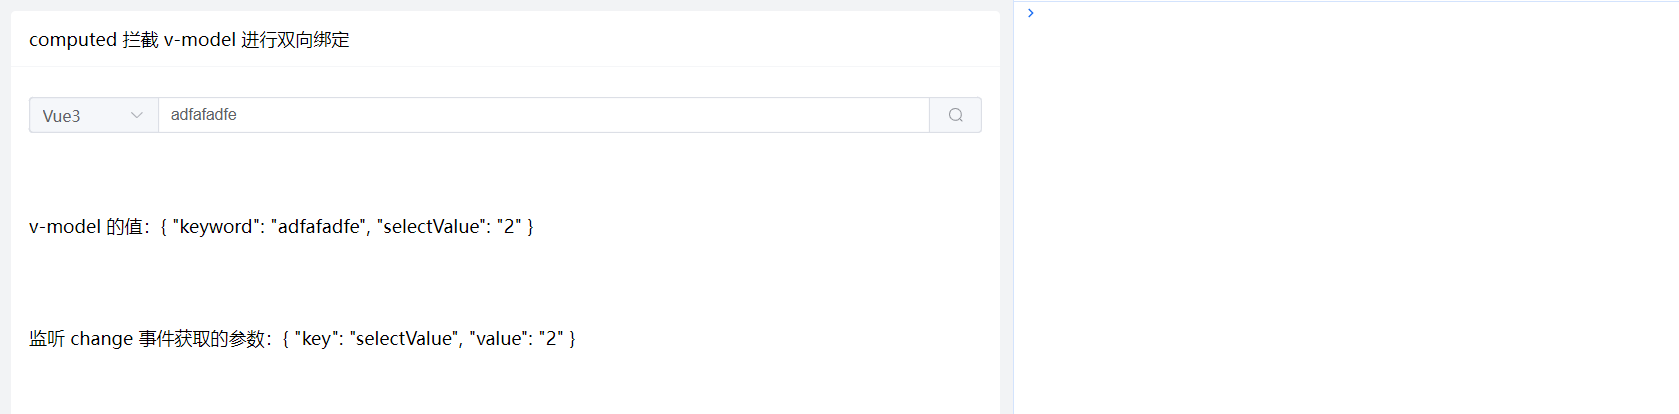 computed 拦截 v-model 进行双向绑定
Vue3 adfafadfe
v-model 的值：{ "keyword": "adfafadfe", "selectValue": "2" }
监听 change 事件获取的参数：{ "key": "selectValue", "value": "2" }